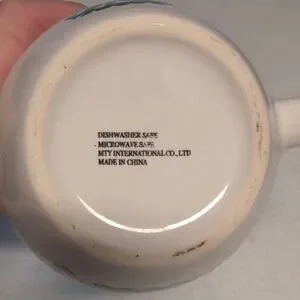 DISHWASHER SAFE
MICROWAVE SAFE
MTY INTERNATIONAL CO., LTD
MADE IN CHINA